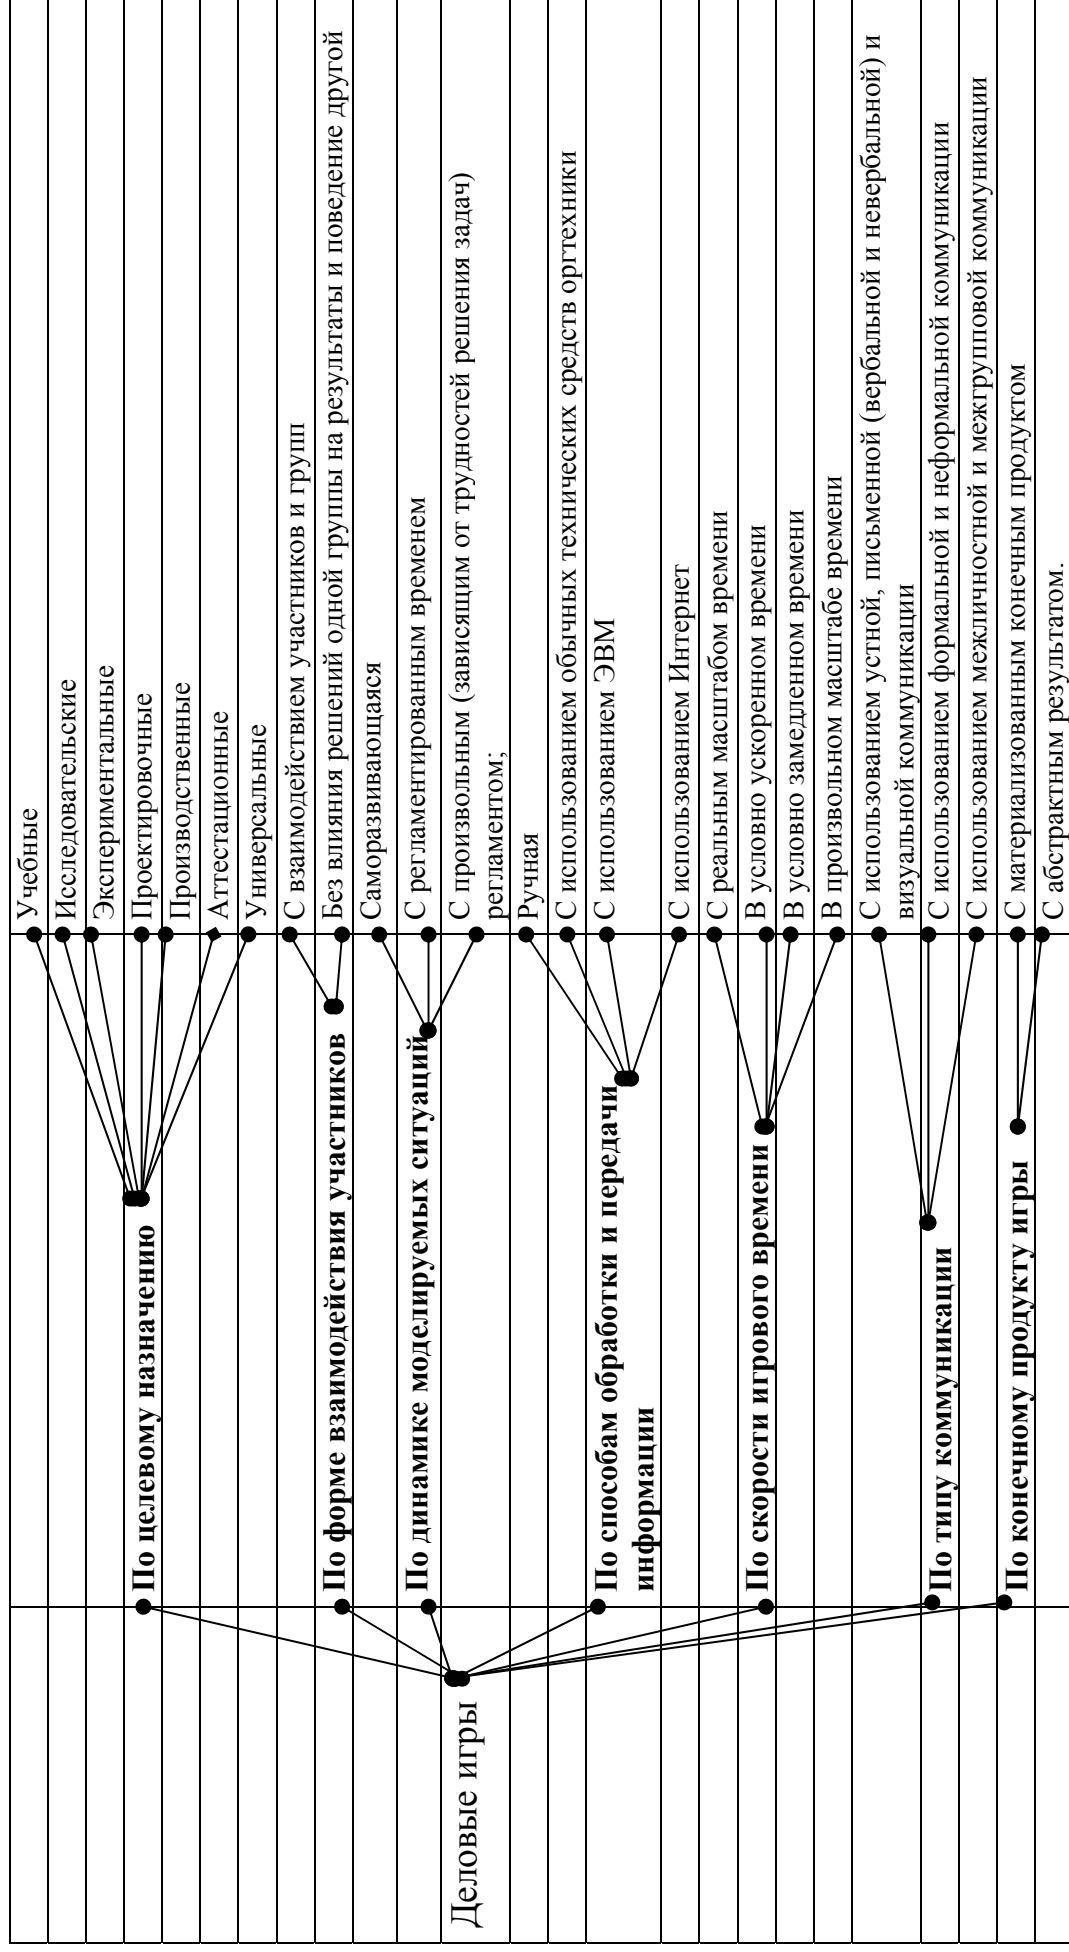 Деловые игры
По целевому назначению
Учебные
Исследовательские
Экспериментальные
Проектировочные
Производственные
Аттестационные
Универсальные
По форме взаимодействия участников
С взаимодействием участников и групп
Без влияния решений одной группы на результаты и поведение другой
По динамике моделируемых ситуаций
Саморазвивающаяся
С регламентированным временем
С произвольным (зависящим от трудностей решения задач)
регламентом;
По способам обработки и передачи
информации
Ручная
С использованием обычных технических средств оргтехники
С использованием ЭВМ
С использованием Интернет
По скорости игрового времени
С реальным масштабом времени
В условно ускоренном времени
В условно замедленном времени
В произвольном масштабе времени
По типу коммуникации
С использованием устной, письменной (вербальной и невербальной) и
визуальной коммуникации
С использованием формальной и неформальной коммуникации
С использованием межличностной и межгрупповой коммуникации
По конечному продукту игры
С материализованным конечным продуктом
С абстрактным результатом.